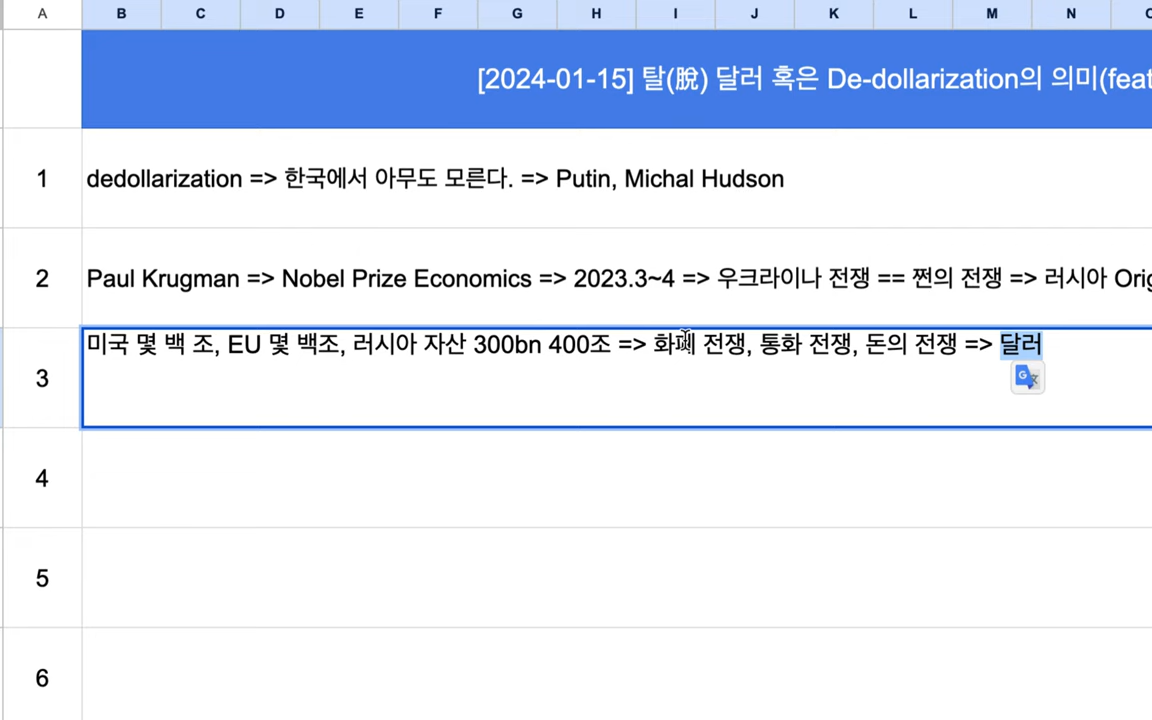 A B C D E F G H I J K L M N
[2024-01-15] 탈(脫) 달러 혹은 De-dollarization의 의미(feat
1 dedollarization => 한국에서 아무도 모른다. => Putin, Michal Hudson
2 Paul Krugman => Nobel Prize Economics => 2023.3~4 => 우크라이나 전쟁 == 쩐의 전쟁 => 러시아 Orig
3 미국 몇 백 조, EU 몇 백조, 러시아 자산 300bn 400조 => 화폐 전쟁, 통화 전쟁, 돈의 전쟁 => 달러
4
5
6